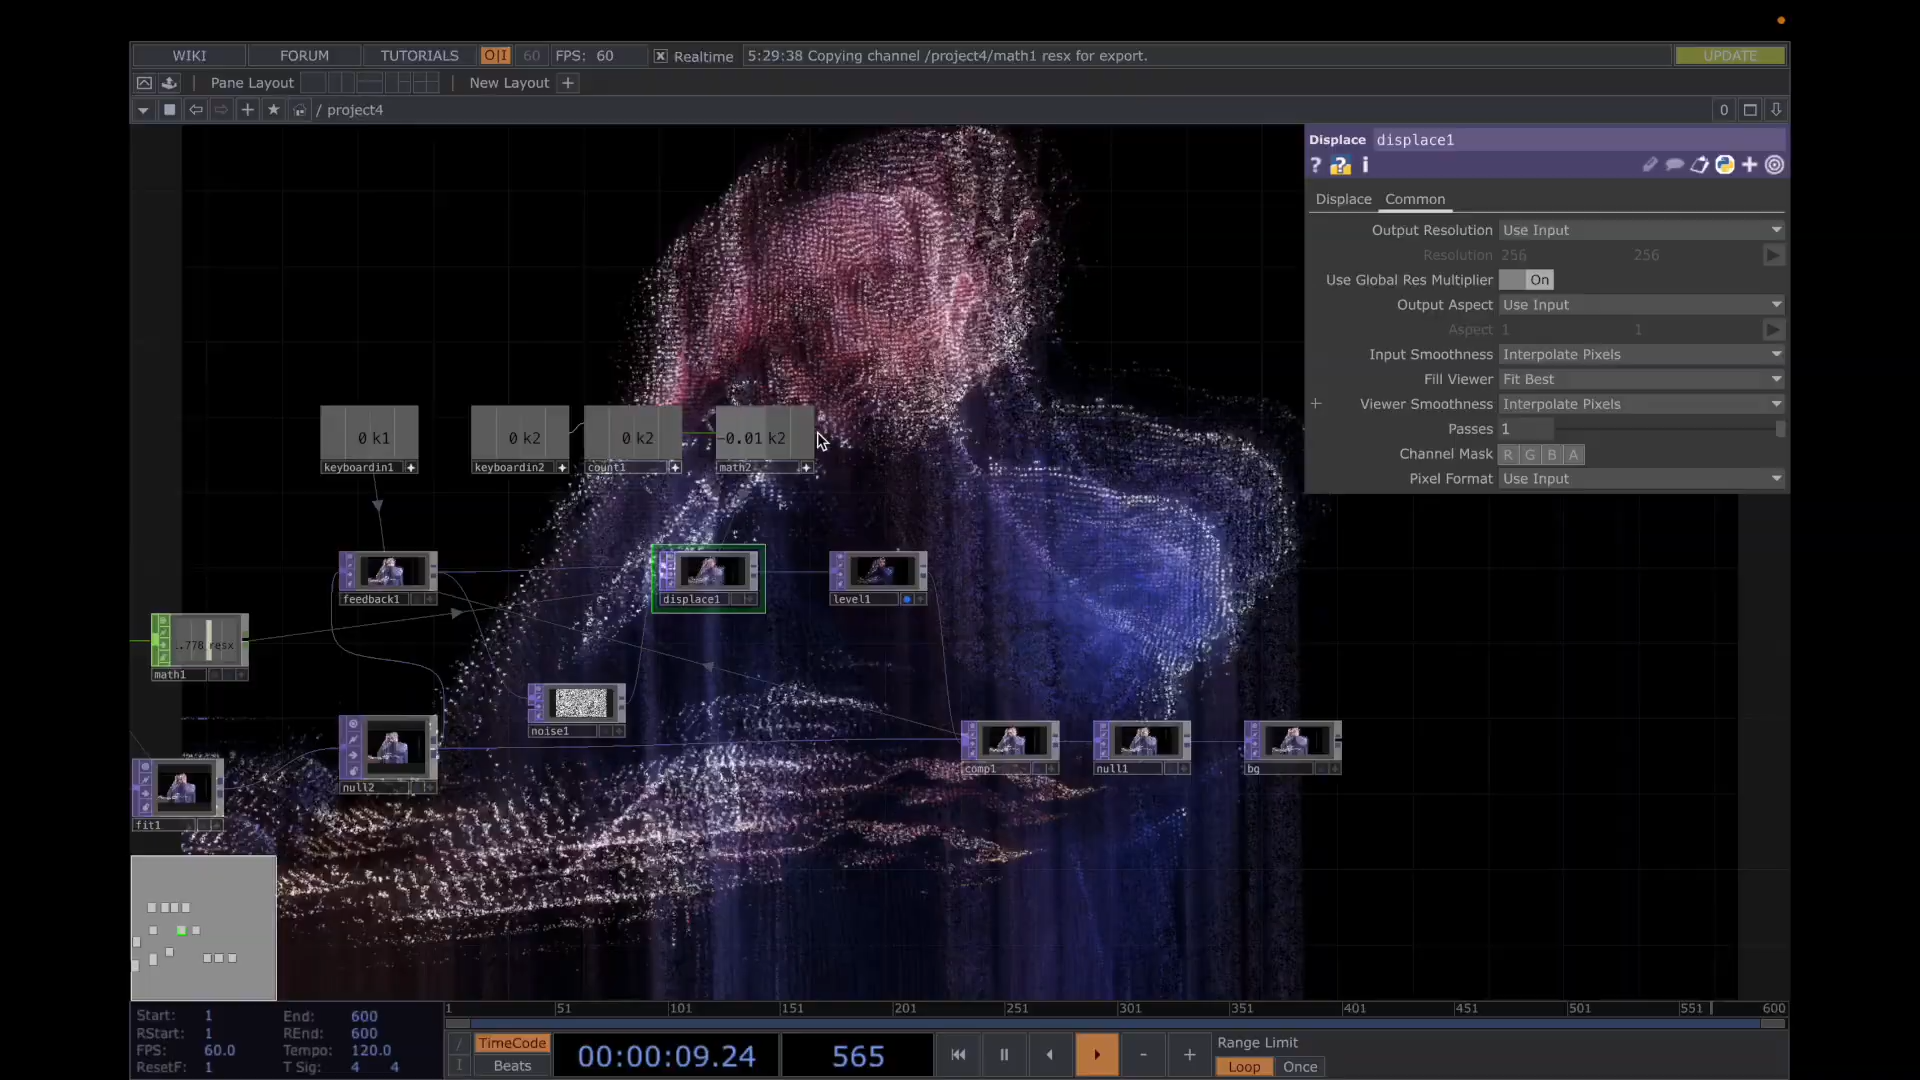 WIKI FORUM TUTORIALS O|I 60 FPS: 60 Realtime 5:29:38 Copying channel /project4/math1 resx for export. UPDATE
Pane Layout New Layout +
/ project4 0
Displace displace1
? ? i
Displace Common
Output Resolution Use Input
Resolution 256 256
Use Global Res Multiplier On
Output Aspect Use Input
Aspect 1 1
Input Smoothness Interpolate Pixels
Fill Viewer Fit Best
+ Viewer Smoothness Interpolate Pixels
Passes 1
Channel Mask R G B A
Pixel Format Use Input
0 k1 0 k2 0 k2 -0.01 k2
keyboardin1 keyboardin2 count1 math2
feedback1 displace1 level1
.778 resx
math1
noise1
null2 comp1 null1 bg
fit1
1 51 101 151 201 251 301 351 401 451 501 551 600
Start: 1 End: 600
RStart: 1 REnd: 600
FPS: 60.0 Tempo: 120.0
ResetF: 1 T Sig: 4 4
TimeCode
Beats
00:00:09.24 565
- +
Range Limit
Loop Once